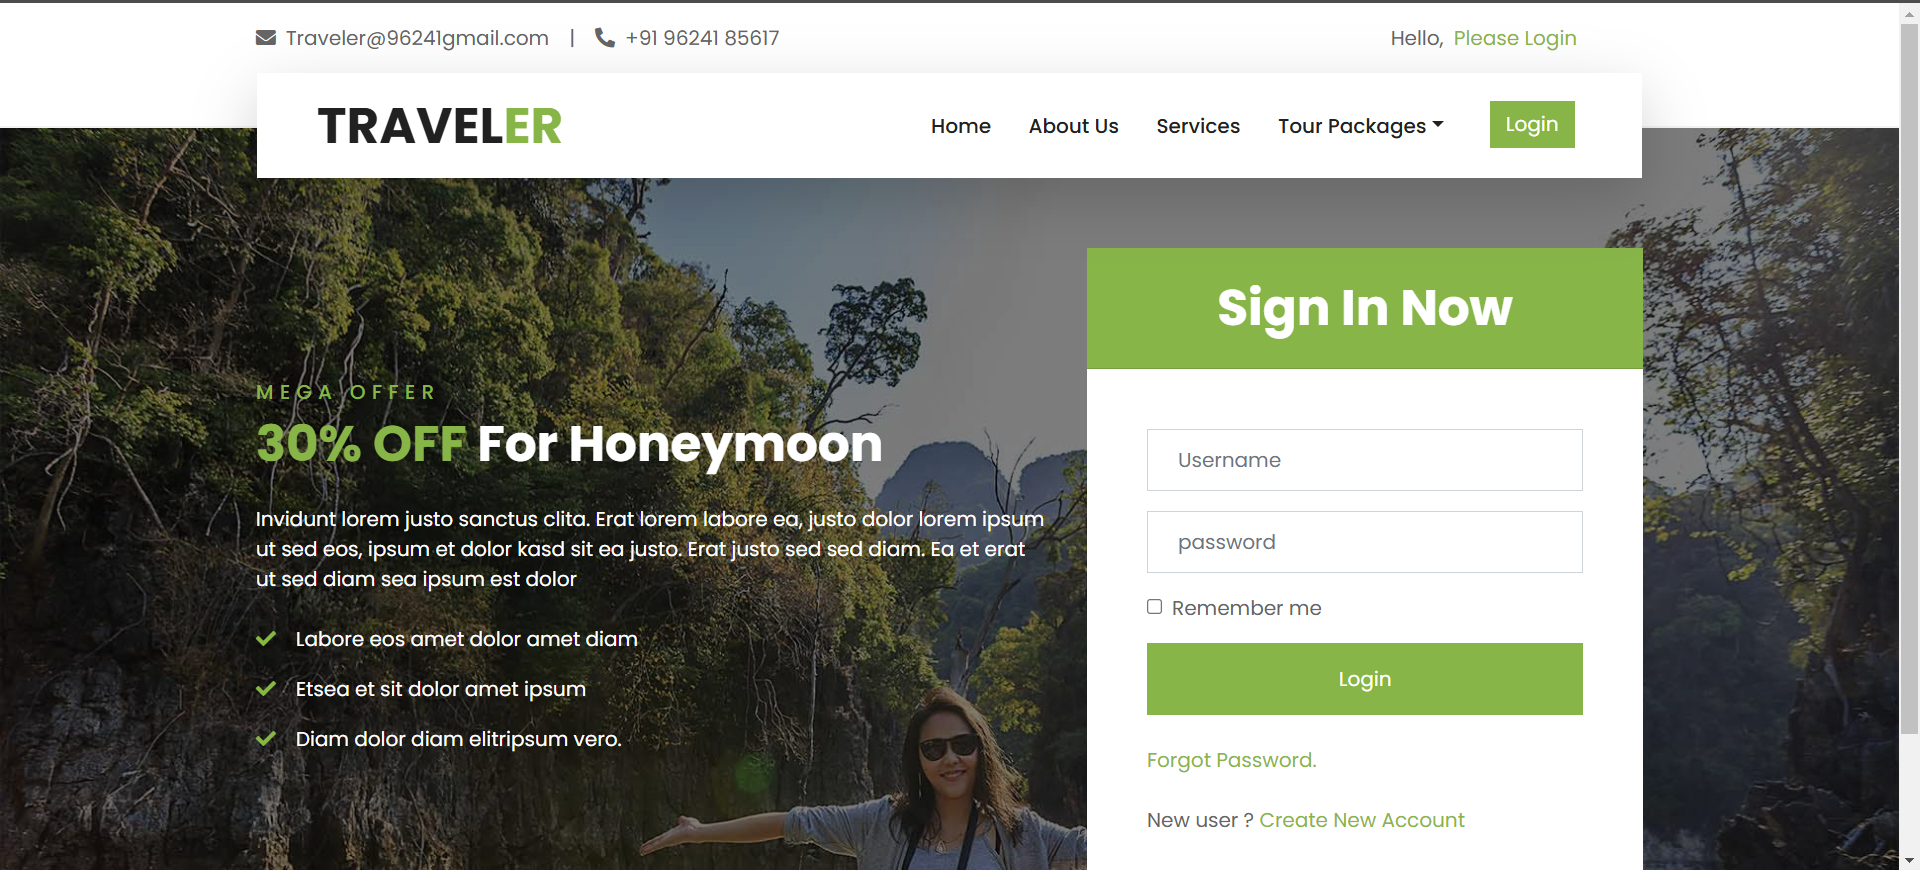 Traveler@96241gmail.com | +91 96241 85617
Hello, Please Login
TRAVELER
Home About Us Services Tour Packages Login
Sign In Now
MEGA OFFER
30% OFF For Honeymoon
Invidunt lorem justo sanctus clita. Erat lorem labore ea, justo dolor lorem ipsum
ut sed eos, ipsum et dolor kasd sit ea justo. Erat justo sed sed diam. Ea et erat
ut sed diam sea ipsum est dolor
Labore eos amet dolor amet diam
Etsea et sit dolor amet ipsum
Diam dolor diam elitripsum vero.
Username
password
Remember me
Login
Forgot Password.
New user ? Create New Account